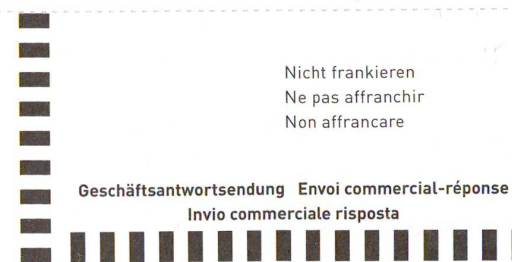 Nicht frankieren
Ne pas affranchir
Non affrancare
Geschäftsantwortsendung Envoi commercial-réponse
Invio commerciale risposta